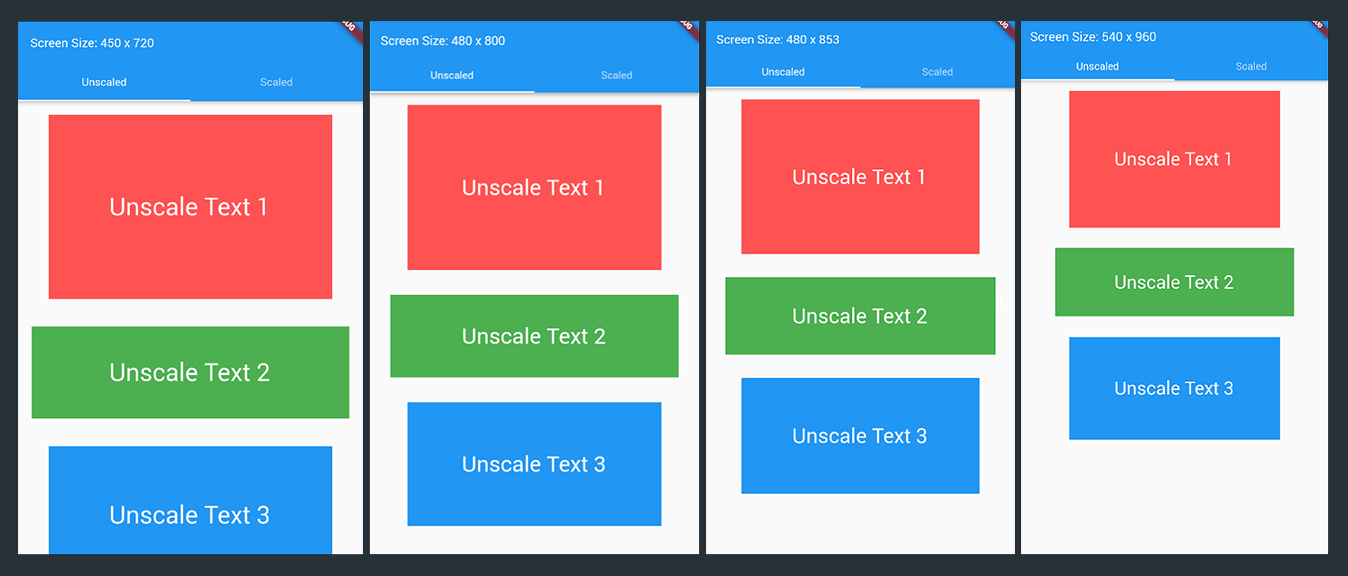 Screen Size: 450 x 720
Unscaled Scaled
Unscale Text 1
Unscale Text 2
Unscale Text 3
Screen Size: 480 x 800
Unscaled Scaled
Unscale Text 1
Unscale Text 2
Unscale Text 3
Screen Size: 480 x 853
Unscaled Scaled
Unscale Text 1
Unscale Text 2
Unscale Text 3
Screen Size: 540 x 960
Unscaled Scaled
Unscale Text 1
Unscale Text 2
Unscale Text 3